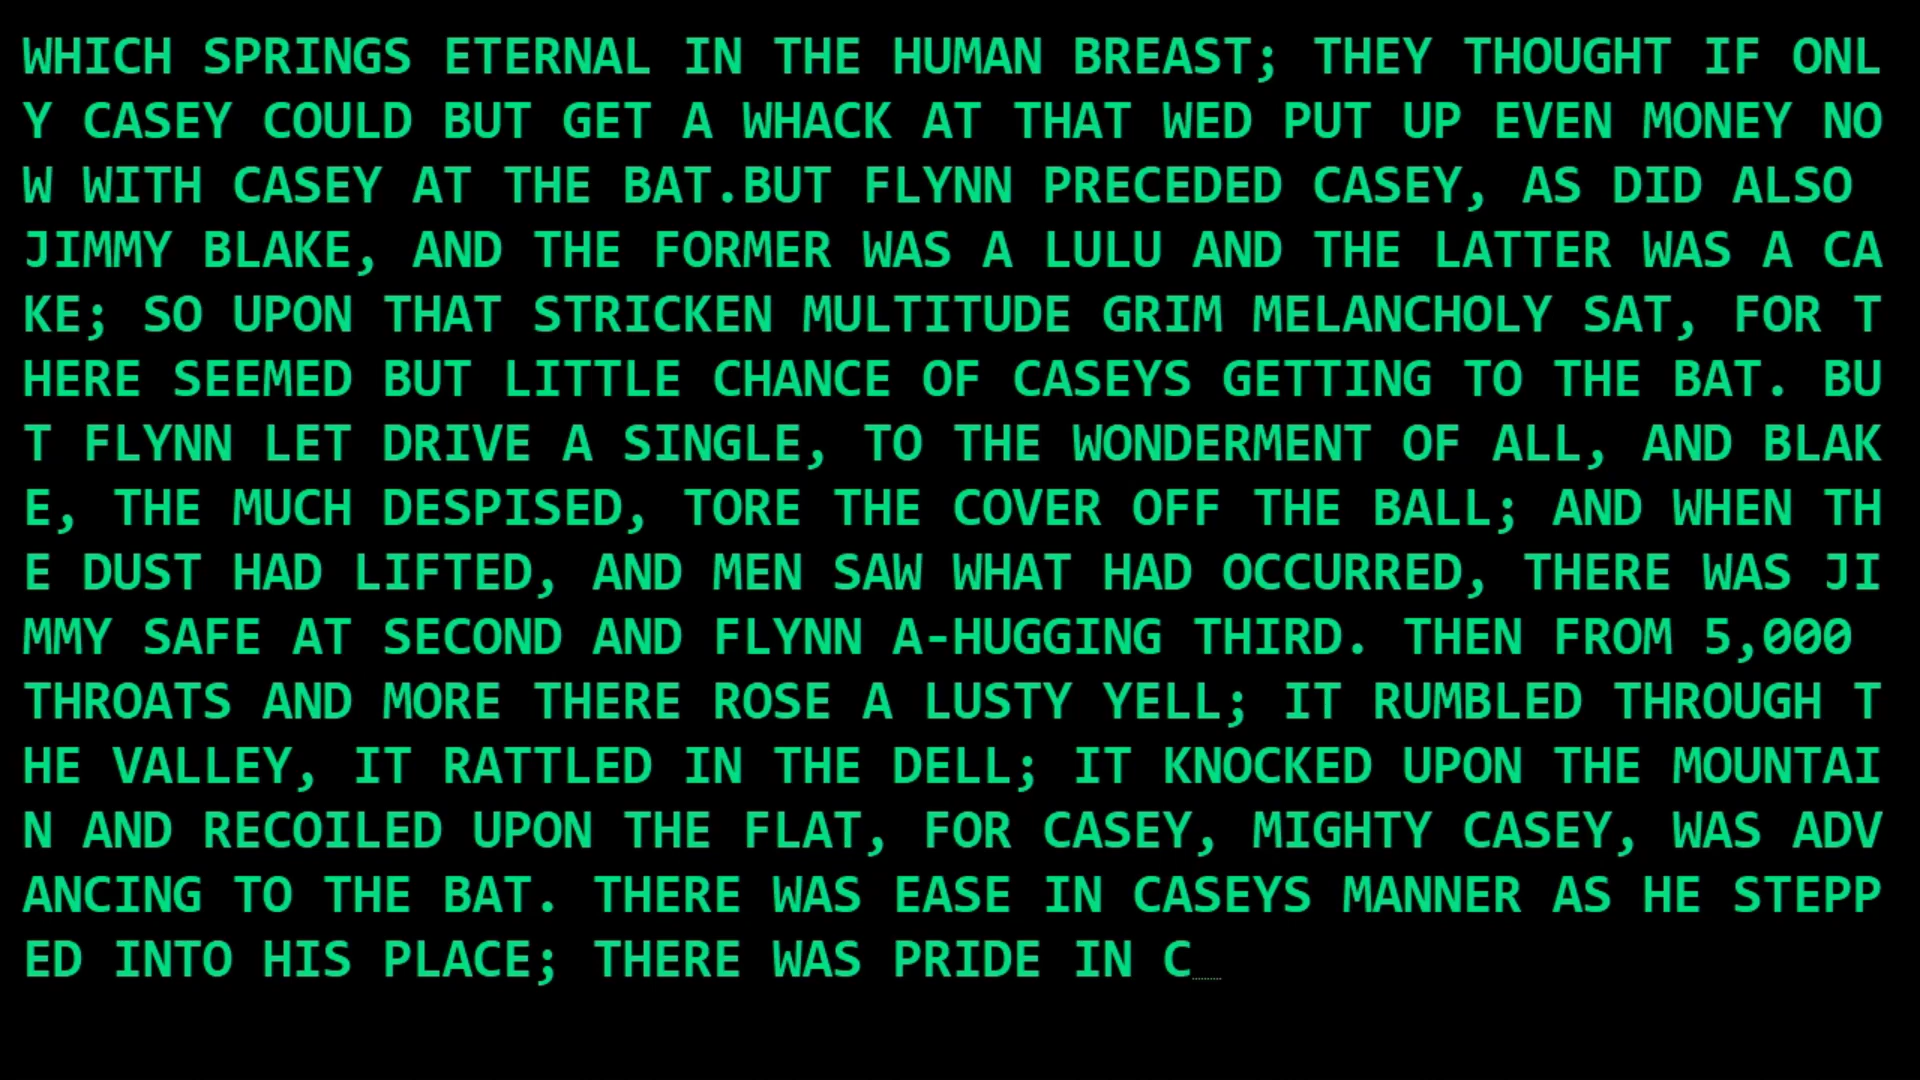 WHICH SPRINGS ETERNAL IN THE HUMAN BREAST; THEY THOUGHT IF ONL
Y CASEY COULD BUT GET A WHACK AT THAT WED PUT UP EVEN MONEY NO
W WITH CASEY AT THE BAT.BUT FLYNN PRECEDED CASEY, AS DID ALSO
JIMMY BLAKE, AND THE FORMER WAS A LULU AND THE LATTER WAS A CA
KE; SO UPON THAT STRICKEN MULTITUDE GRIM MELANCHOLY SAT, FOR T
HERE SEEMED BUT LITTLE CHANCE OF CASEYS GETTING TO THE BAT. BU
T FLYNN LET DRIVE A SINGLE, TO THE WONDERMENT OF ALL, AND BLAK
E, THE MUCH DESPISED, TORE THE COVER OFF THE BALL; AND WHEN TH
E DUST HAD LIFTED, AND MEN SAW WHAT HAD OCCURRED, THERE WAS JI
MMY SAFE AT SECOND AND FLYNN A-HUGGING THIRD. THEN FROM 5,000
THROATS AND MORE THERE ROSE A LUSTY YELL; IT RUMBLED THROUGH T
HE VALLEY, IT RATTLED IN THE DELL; IT KNOCKED UPON THE MOUNTAI
N AND RECOILED UPON THE FLAT, FOR CASEY, MIGHTY CASEY, WAS ADV
ANCING TO THE BAT. THERE WAS EASE IN CASEYS MANNER AS HE STEPP
ED INTO HIS PLACE; THERE WAS PRIDE IN C_